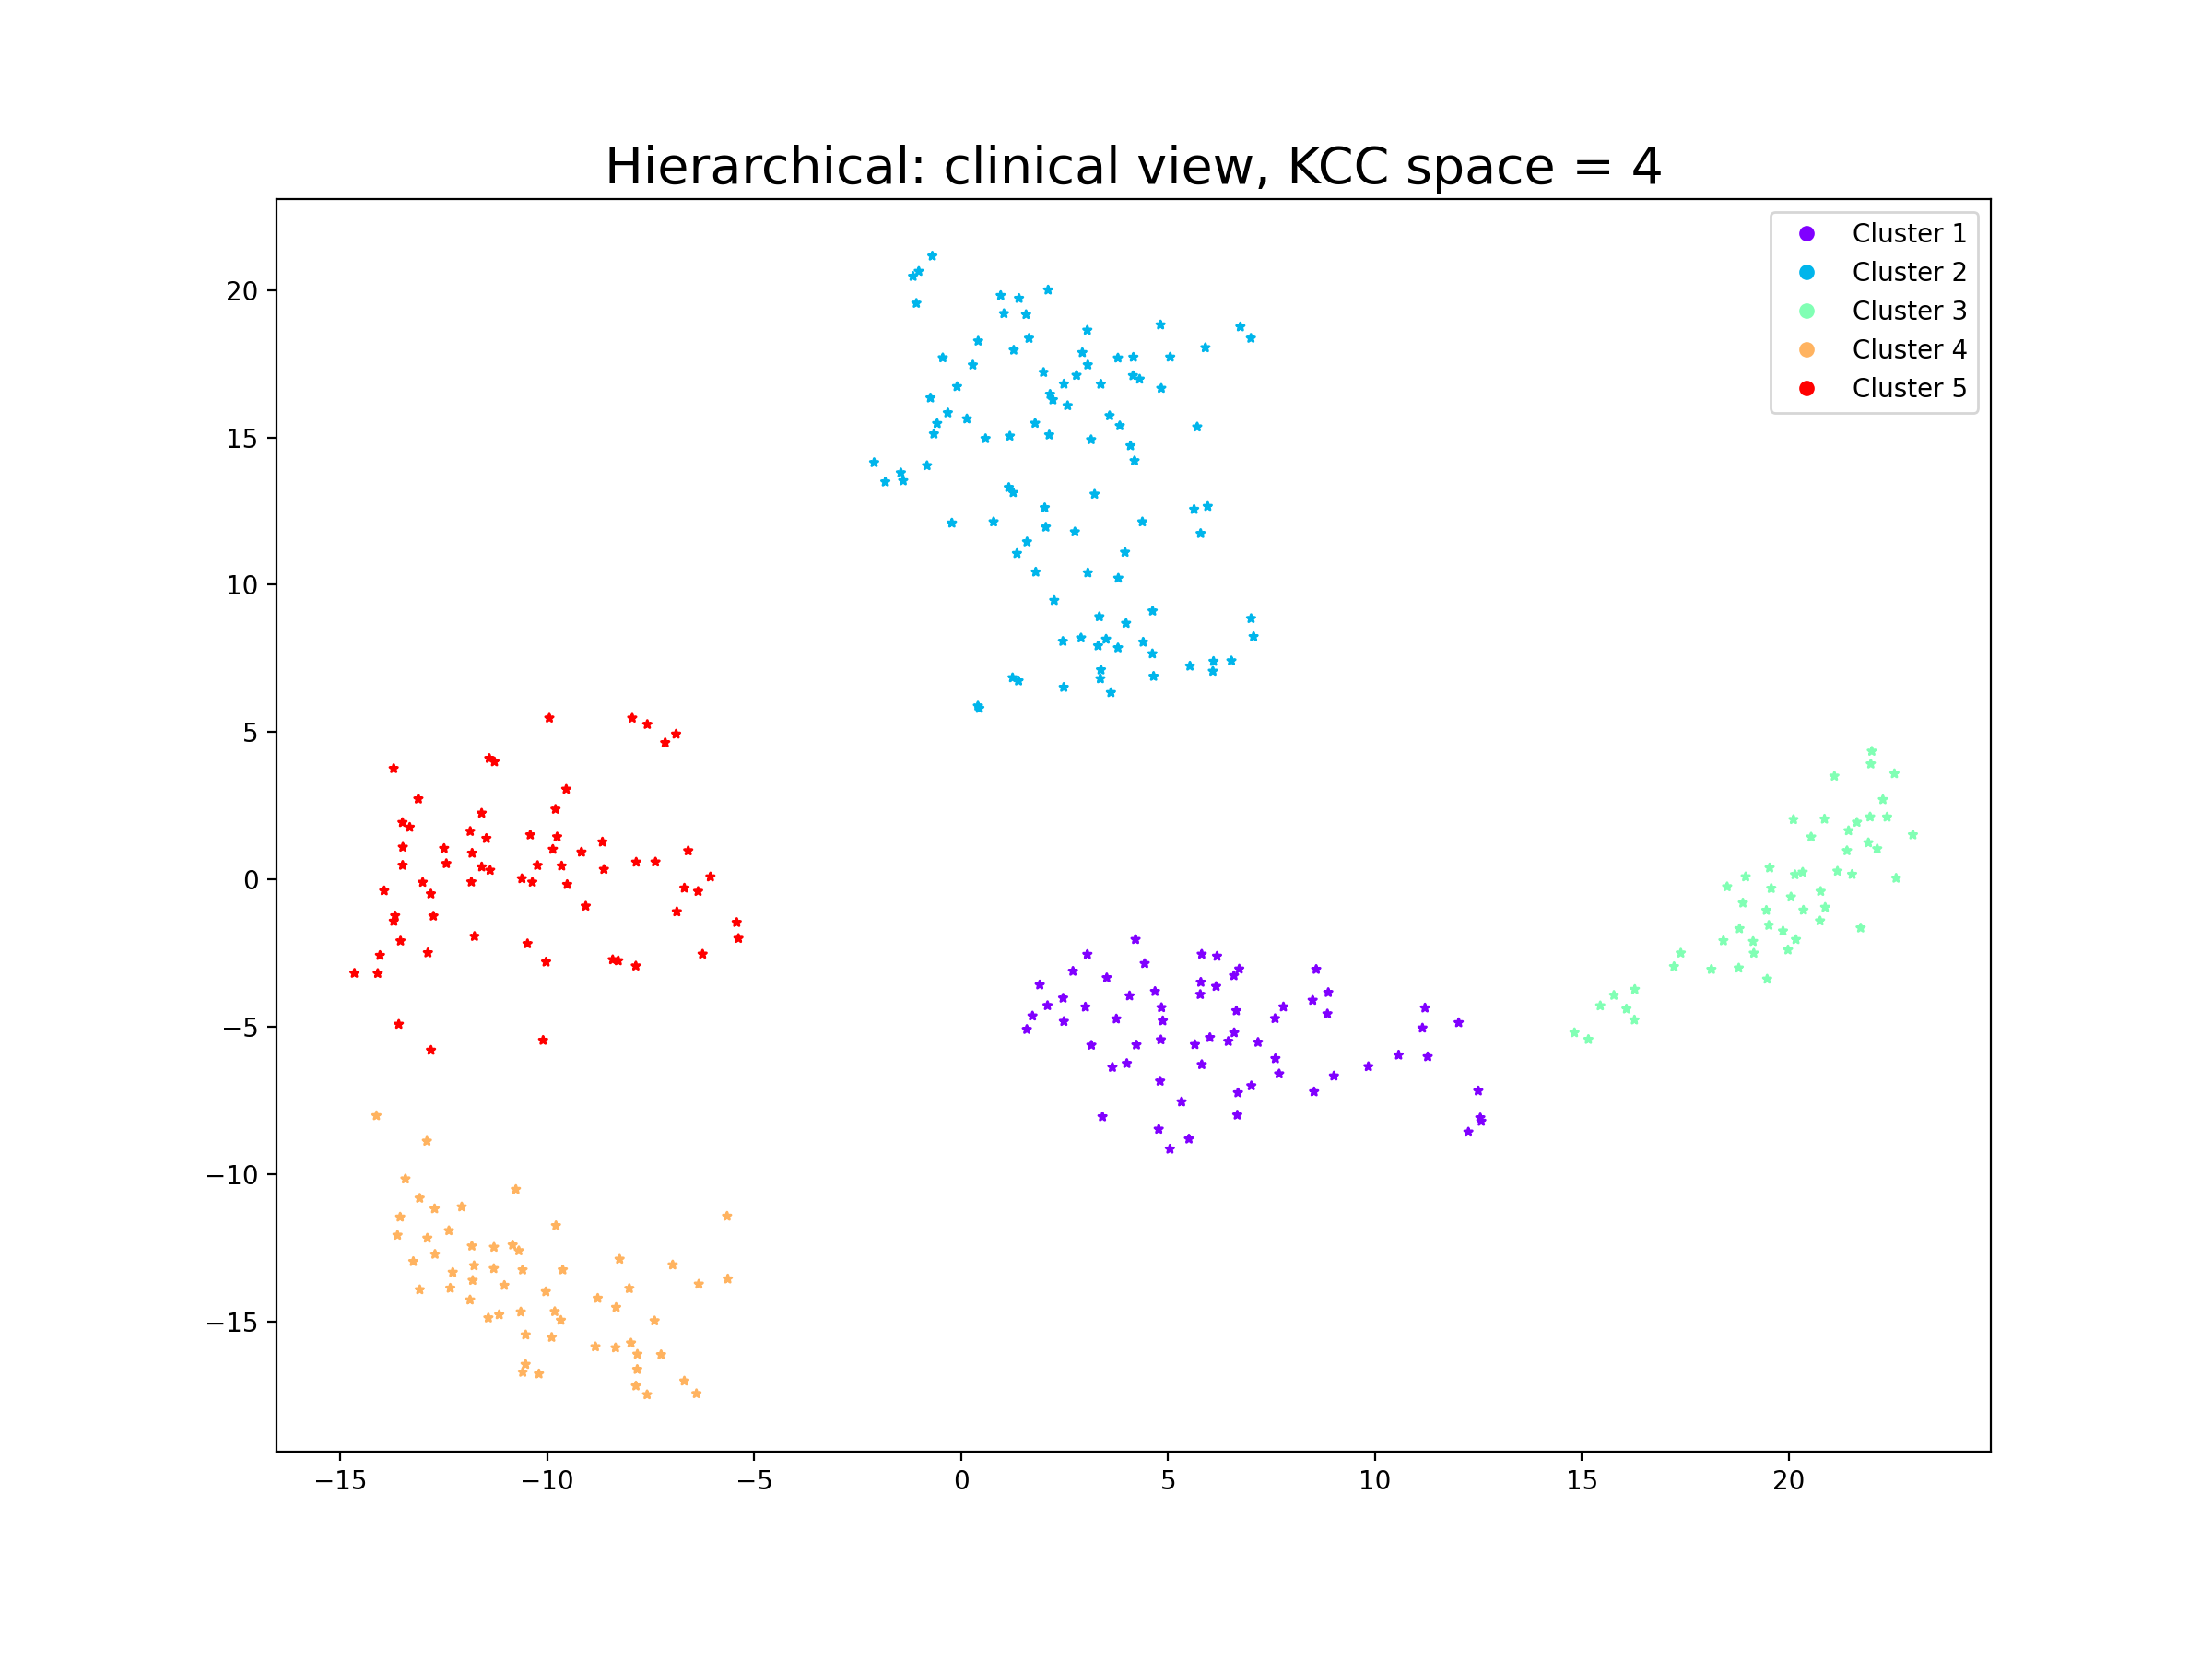 Hierarchical: clinical view, KCC space = 4
Cluster 1
Cluster 2
Cluster 3
Cluster 4
Cluster 5
20
15
10
5
0
−5
−10
−15
−15 −10 −5 0 5 10 15 20